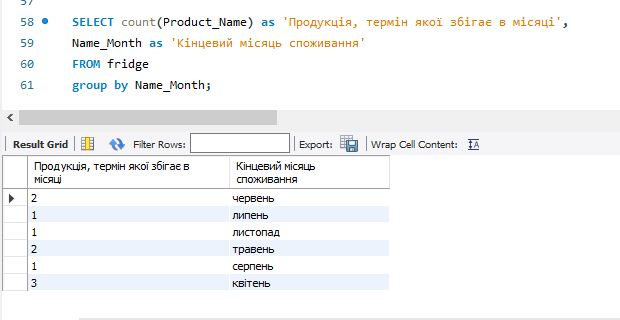 57
58 SELECT count(Product_Name) as 'Продукція, термін якої збігає в місяці',
59 Name_Month as 'Кінцевий місяць споживання'
60 FROM fridge
61 group by Name_Month;
Result Grid Filter Rows: Export: Wrap Cell Content:
Продукція, термін якої збігає в місяці Кінцевий місяць споживання
2 червень
1 липень
1 листопад
2 травень
1 серпень
3 квітень